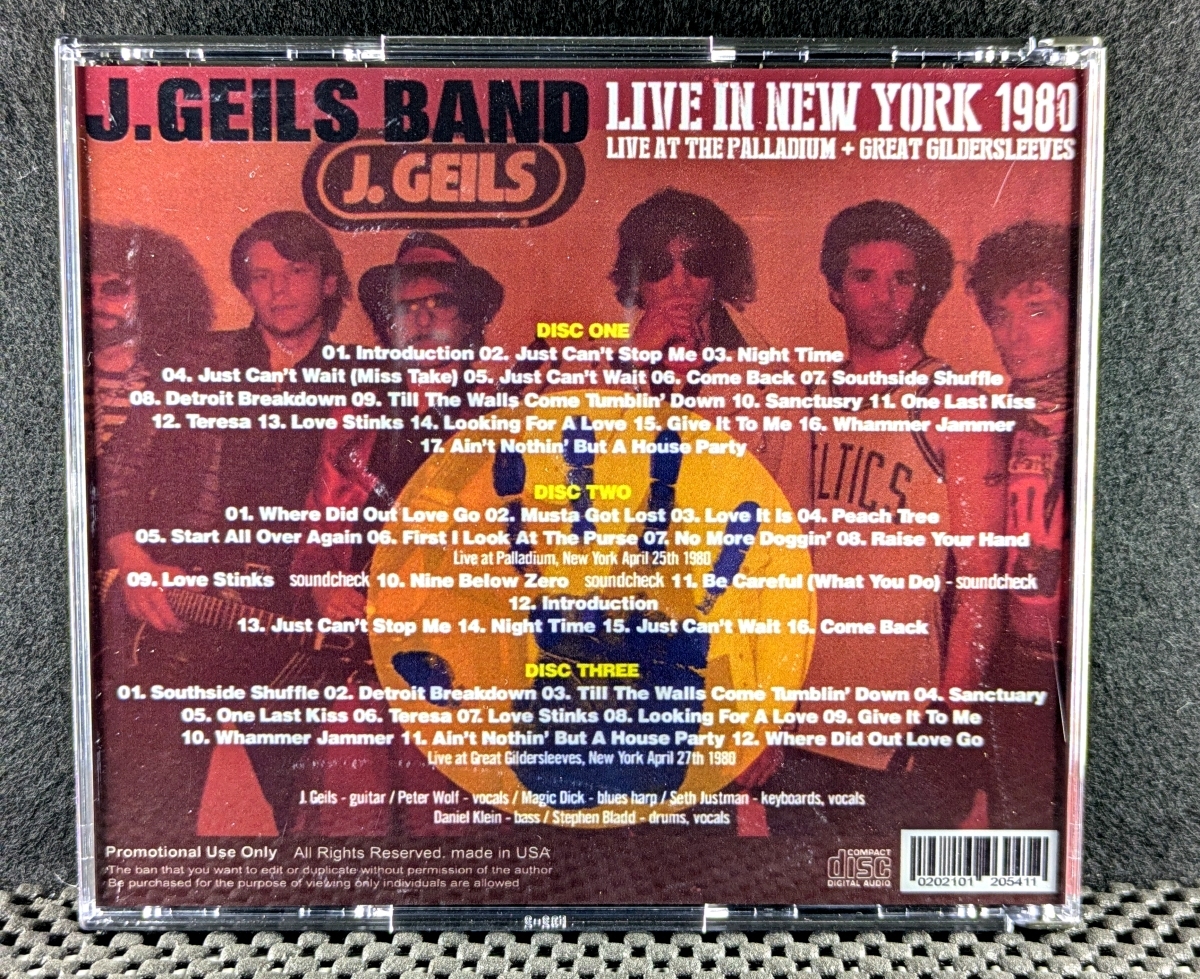 J.GEILS BAND
LIVE IN NEW YORK 1980
LIVE AT THE PALLADIUM + GREAT GILDERSLEEVES
J. GEILS
DISC ONE
01. Introduction 02. Just Can't Stop Me 03. Night Time
04. Just Can't Wait (Miss Take) 05. Just Can't Wait 06. Come Back 07. Southside Shuffle
08. Detroit Breakdown 09. Till The Walls Come Tumblin' Down 10. Sanctusry 11. One Last Kiss
12. Teresa 13. Love Stinks 14. Looking For A Love 15. Give It To Me 16. Whammer Jammer
17. Ain't Nothin' But A House Party
LTICS
DISC TWO
01. Where Did Out Love Go 02. Musta Got Lost 03. Love It Is 04. Peach Tree
05. Start All Over Again 06. First I Look At The Purse 07. No More Doggin' 08. Raise Your Hand
Live at Palladium, New York April 25th 1980
09. Love Stinks soundcheck 10. Nine Below Zero soundcheck 11. Be Careful (What You Do) - soundcheck
12. Introduction
13. Just Can't Stop Me 14. Night Time 15. Just Can't Wait 16. Come Back
DISC THREE
01. Southside Shuffle 02. Detroit Breakdown 03. Till The Walls Come Tumblin' Down 04. Sanctuary
05. One Last Kiss 06. Teresa 07. Love Stinks 08. Looking For A Love 09. Give It To Me
10. Whammer Jammer 11. Ain't Nothin' But A House Party 12. Where Did Out Love Go
Live at Great Gildersleeves, New York April 27th 1980
J. Geils - guitar / Peter Wolf - vocals / Magic Dick - blues harp / Seth Justman - keyboards, vocals
Daniel Klein - bass / Stephen Bladd - drums, vocals
Promotional Use Only All Rights Reserved. made in USA
The ban that you want to edit or duplicate without permission of the author
Be purchased for the purpose of viewing only individuals are allowed
COMPACT
disc
DIGITAL AUDIO
0202101 205411